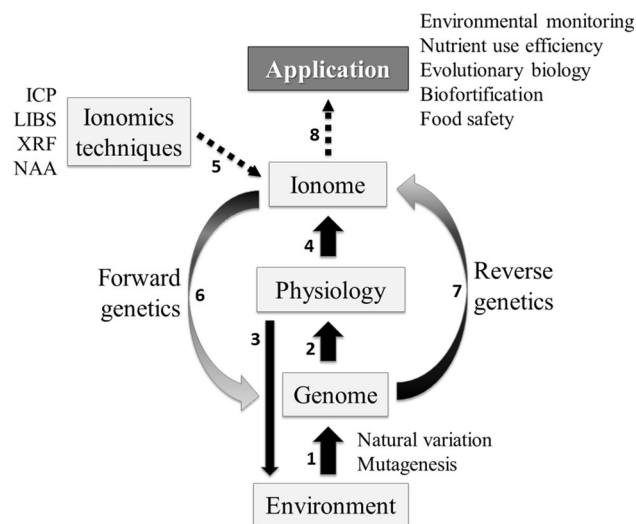 Environmental monitoring
Nutrient use efficiency
Evolutionary biology
Biofortification
Food safety
Application
ICP
LIBS
XRF
NAA
Ionomics
techniques
8
5
Ionome
4
Forward
genetics
6
Physiology
7
Reverse
genetics
3
2
Genome
1
Natural variation
Mutagenesis
Environment